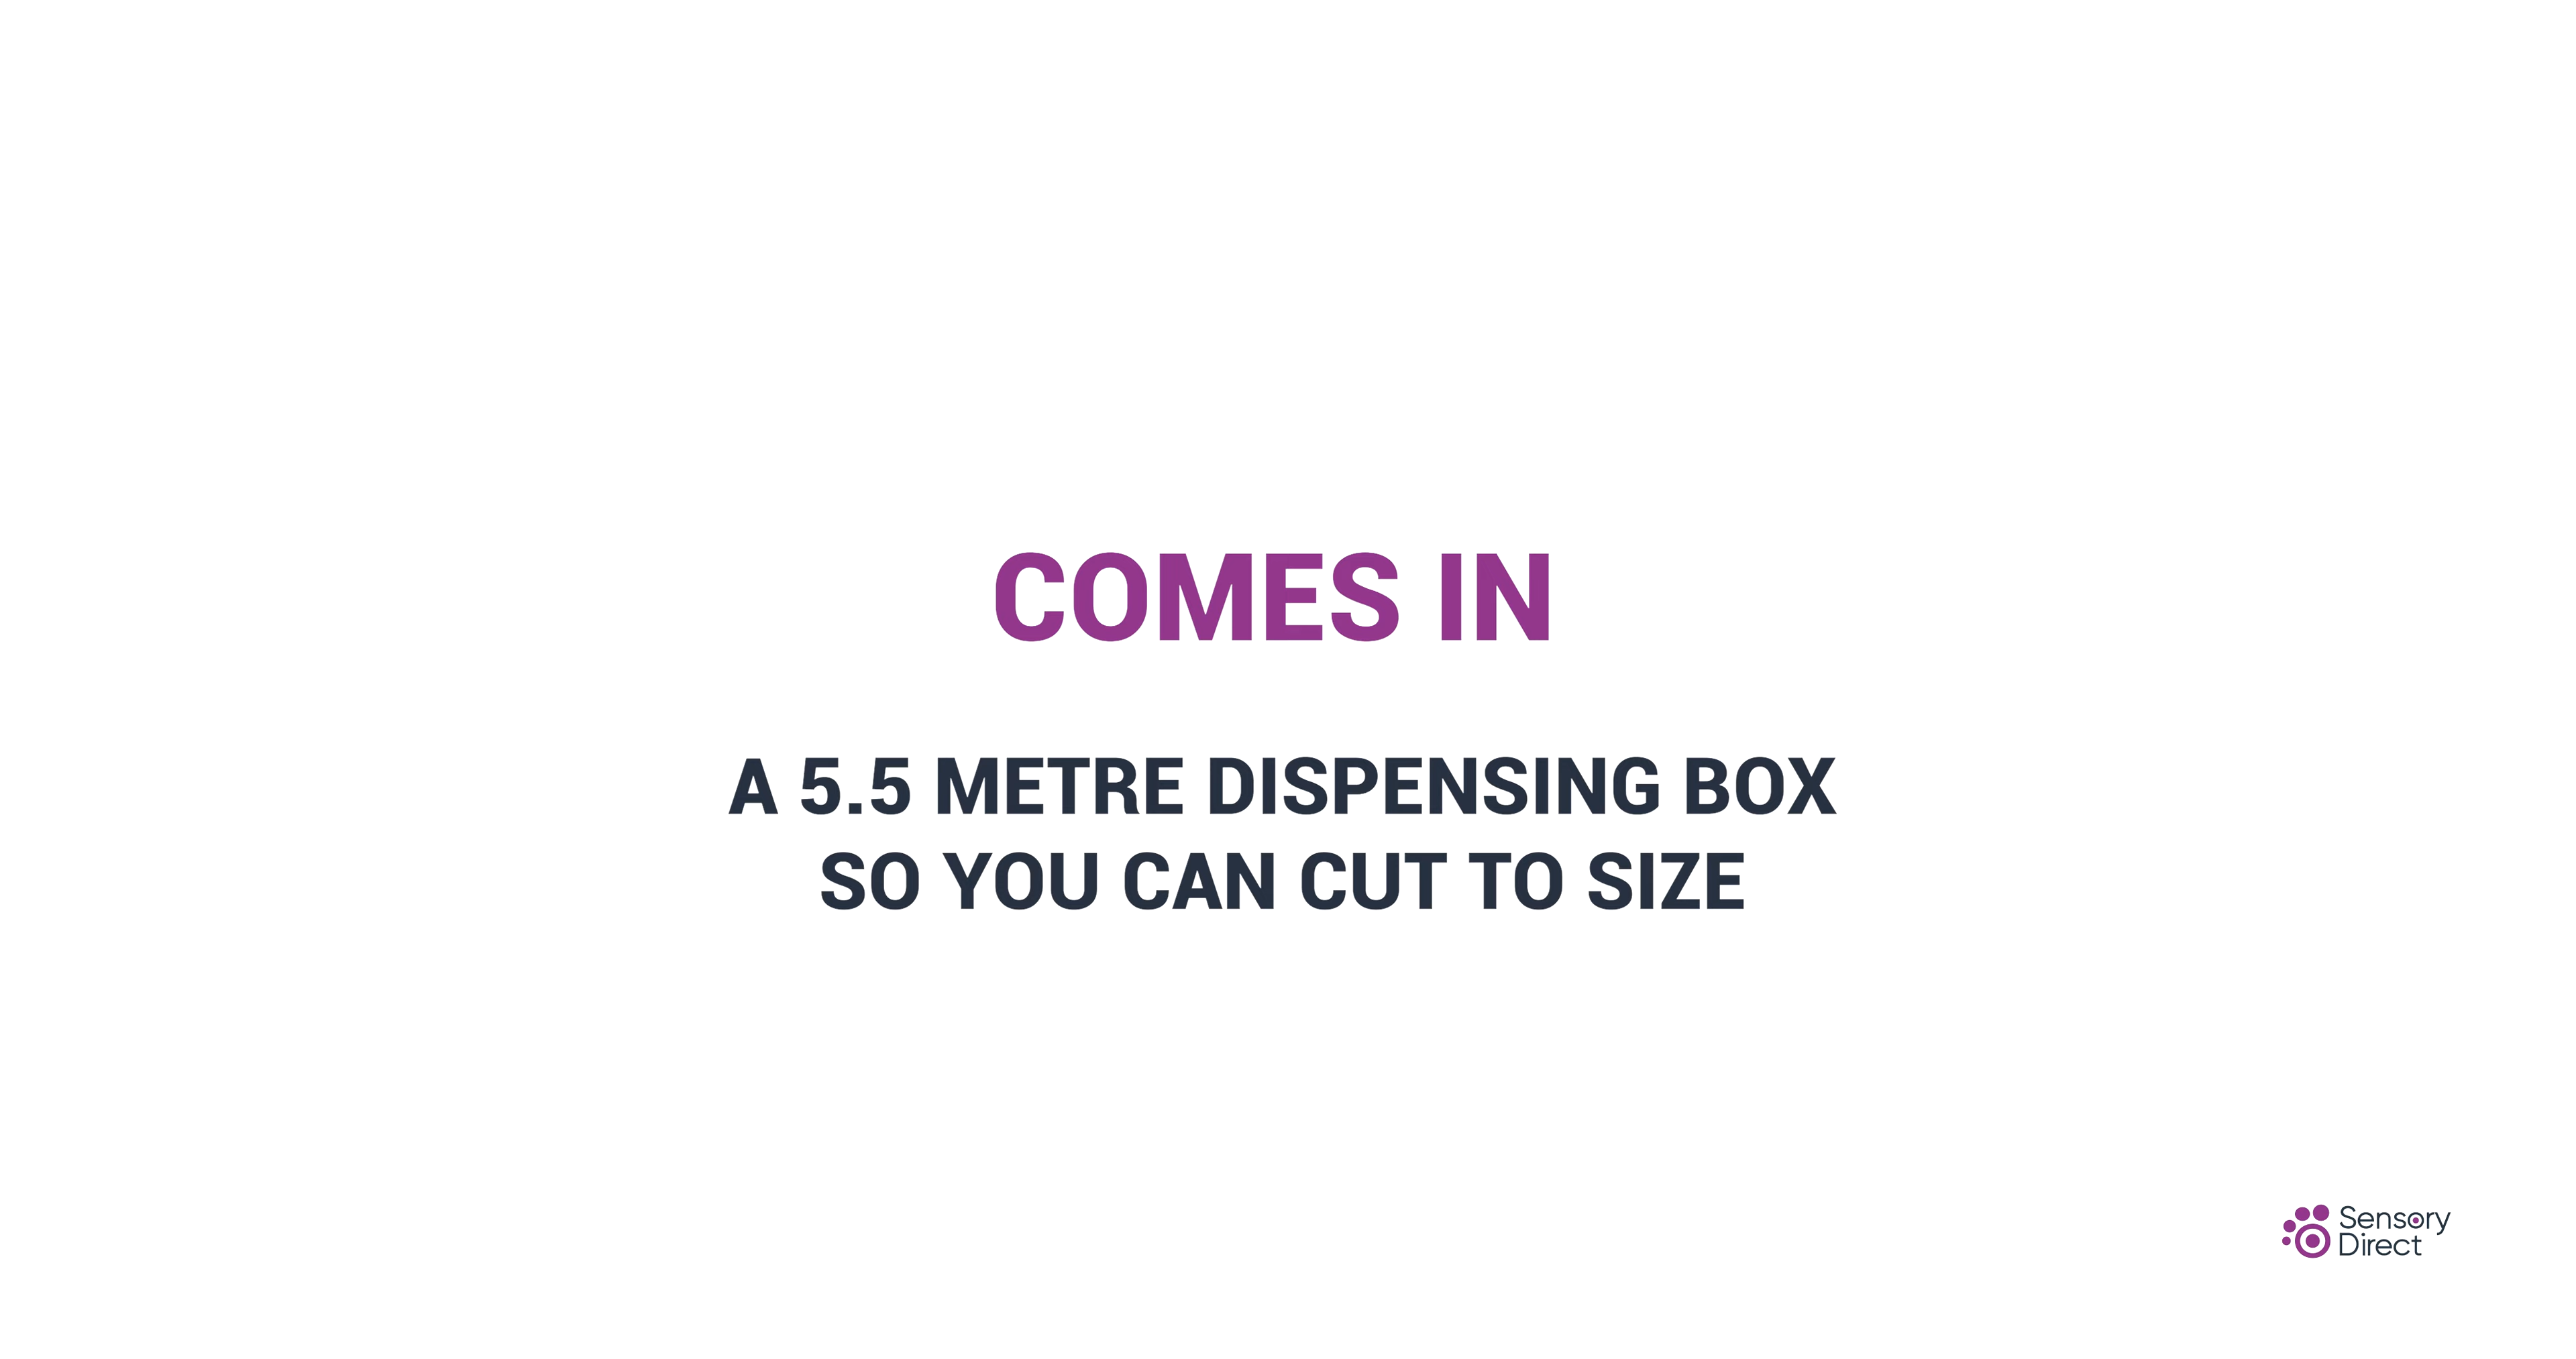 COMES IN
A 5.5 METRE DISPENSING BOX
SO YOU CAN CUT TO SIZE
Sensory
Direct